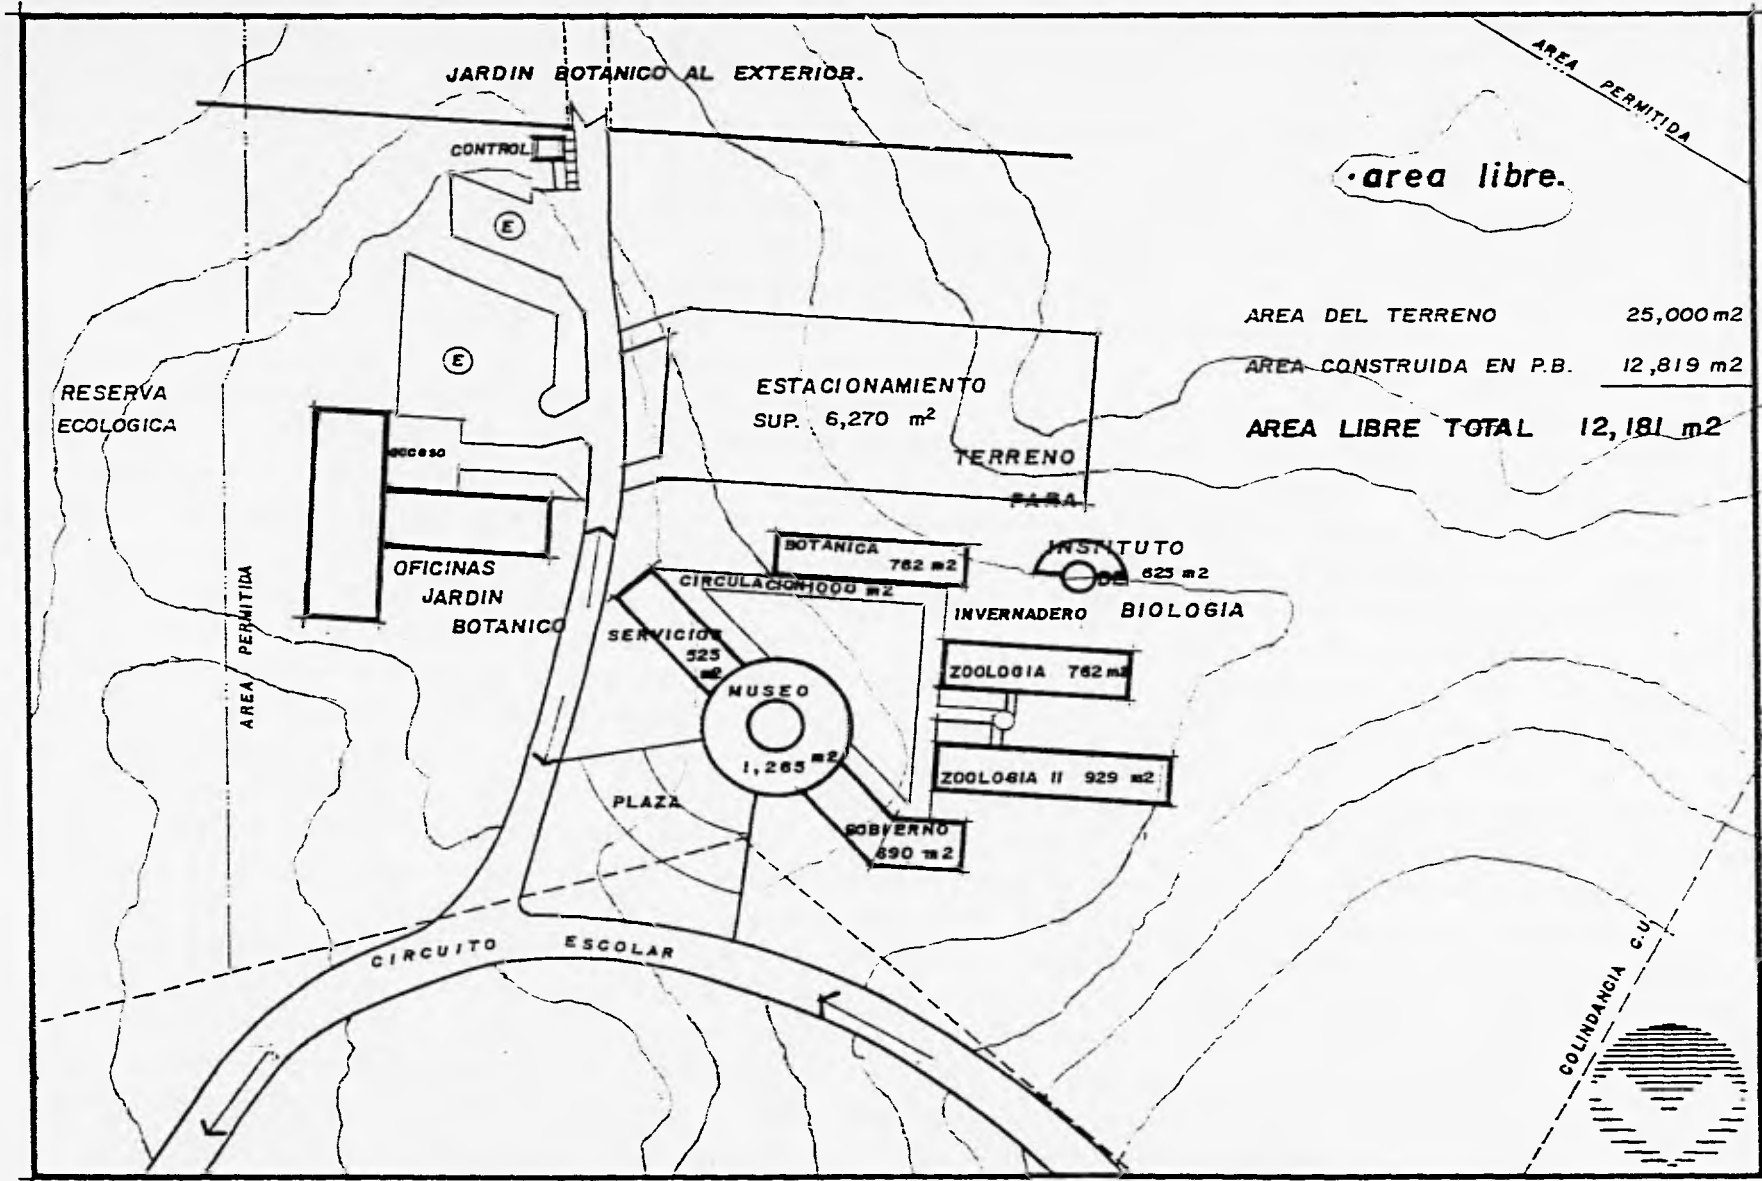 JARDIN BOTANICO AL EXTERIOR.
AREA PERMITIDA
CONTROL
area libre.
E
AREA DEL TERRENO 25,000 m2
AREA CONSTRUIDA EN P.B. 12,819 m2
AREA LIBRE TOTAL 12,181 m2
E
RESERVA
ECOLOGICA
ESTACIONAMIENTO
SUP. 6,270 m²
acceso
TERRENO
PARA
INSTITUTO
DE 625 m2
BIOLOGIA
INVERNADERO
BOTANICA
762 m2
CIRCULACION 1000 m2
OFICINAS
JARDIN
BOTANICO
AREA PERMITIDA
SERVICIOS
525
m2
ZOOLOGIA 762 m2
MUSEO
1,265 m2
ZOOLOGIA II 929 m2
PLAZA
GOBIERNO
690 m2
CIRCUITO ESCOLAR
COLINDANCIA C.U.